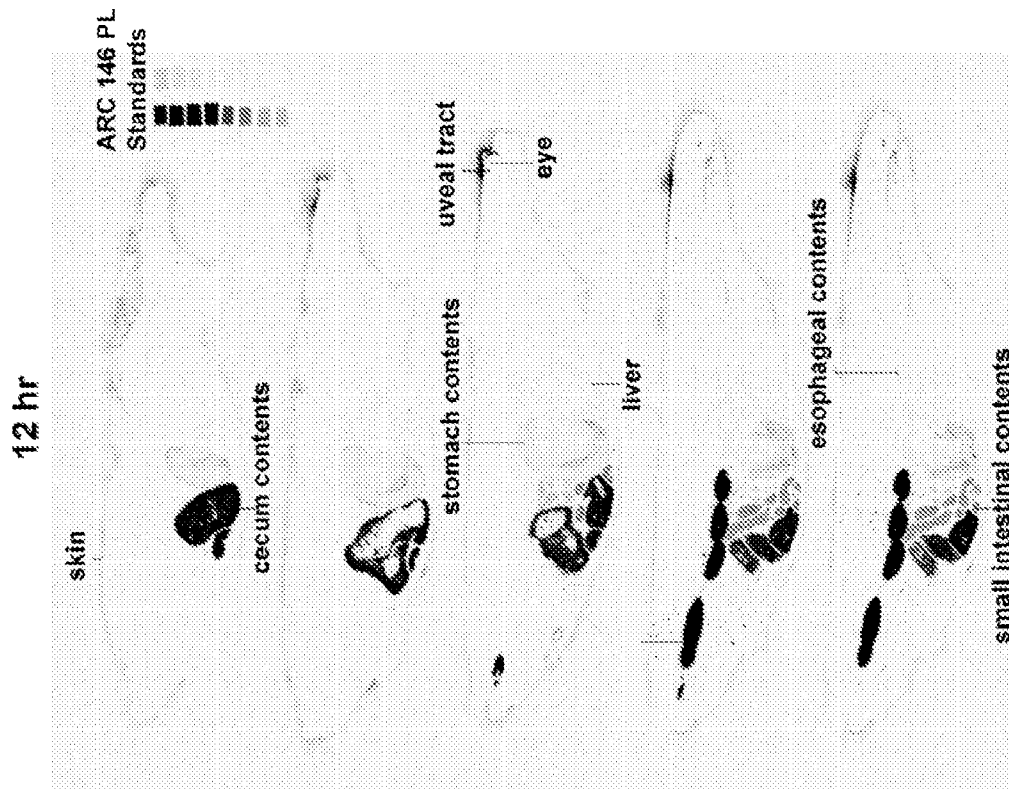 12 hr
ARC 146 PL
Standards
skin
cecum contents
uveal tract
eye
stomach contents
liver
esophageal contents
small intestinal contents